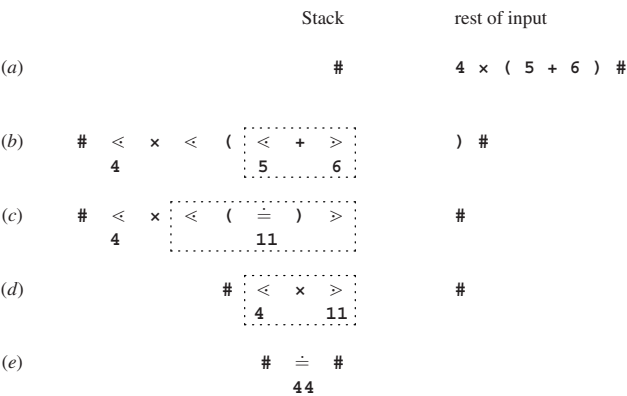 Stack rest of input
(a) # 4 × ( 5 + 6 ) #
(b) # ⋖ × ⋖ ( ⋖ + ⋗ ) #
4 5 6
(c) # ⋖ × ⋖ ( ≐ ) ⋗ #
4 11
(d) # ⋖ × ⋗ #
4 11
(e) # ≐ #
44